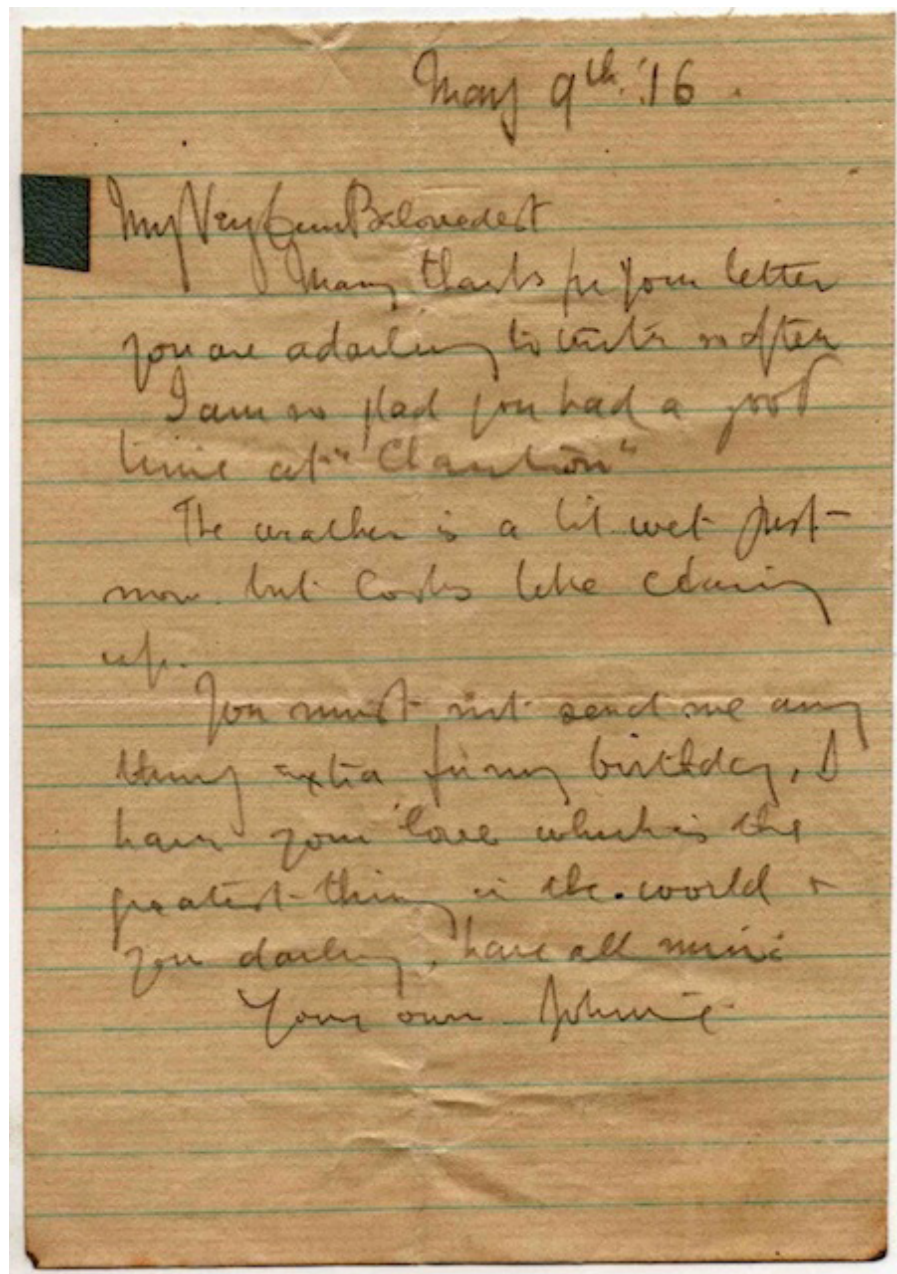 May 9th '16.
My Very Own Belovedest
Many thanks for your letter
you are a darling to write so often
I am so glad you had a good
time at "
The weather is a bit wet just
now but looks like clearing
up.
You must not send me any
thing extra for my birthday, I
have your love which is the
greatest thing in the world +
you darling, have all mine
Your own Johnnie